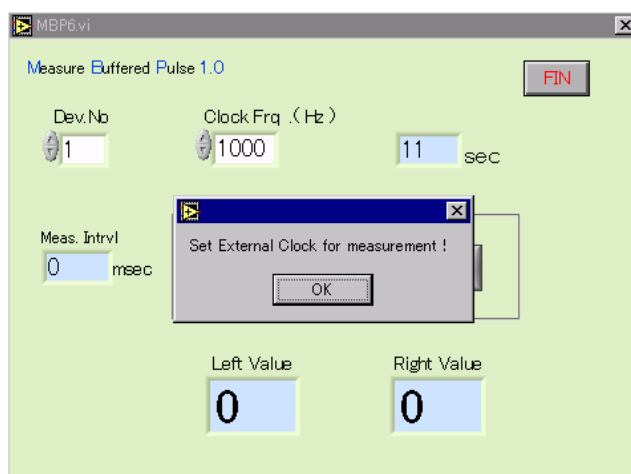 MBP6.vi
Measure Buffered Pulse 1.0
FIN
Dev.No
Clock Frq .( Hz )
1
1000
11 sec
Set External Clock for measurement !
OK
Meas. Intrvl
0 msec
Left Value
Right Value
0
0